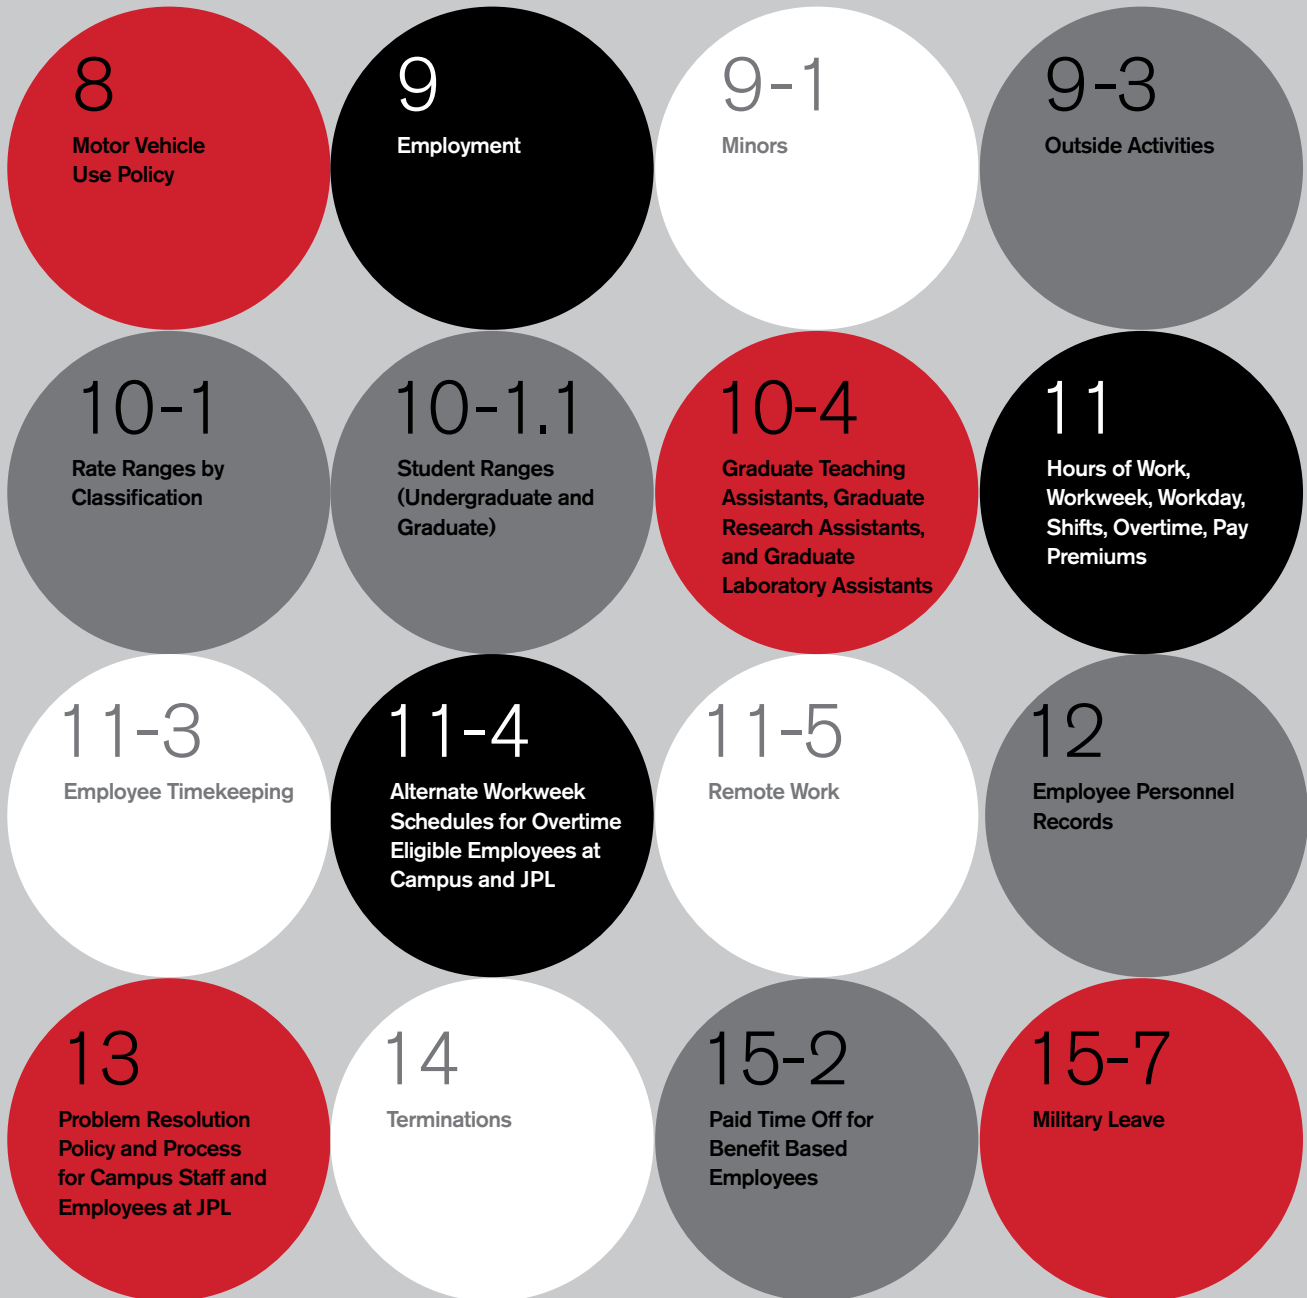 8
Motor Vehicle
Use Policy
9
Employment
9-1
Minors
9-3
Outside Activities
10-1
Rate Ranges by
Classification
10-1.1
Student Ranges
(Undergraduate and
Graduate)
10-4
Graduate Teaching
Assistants, Graduate
Research Assistants,
and Graduate
Laboratory Assistants
11
Hours of Work,
Workweek, Workday,
Shifts, Overtime, Pay
Premiums
11-3
Employee Timekeeping
11-4
Alternate Workweek
Schedules for Overtime
Eligible Employees at
Campus and JPL
11-5
Remote Work
12
Employee Personnel
Records
13
Problem Resolution
Policy and Process
for Campus Staff and
Employees at JPL
14
Terminations
15-2
Paid Time Off for
Benefit Based
Employees
15-7
Military Leave